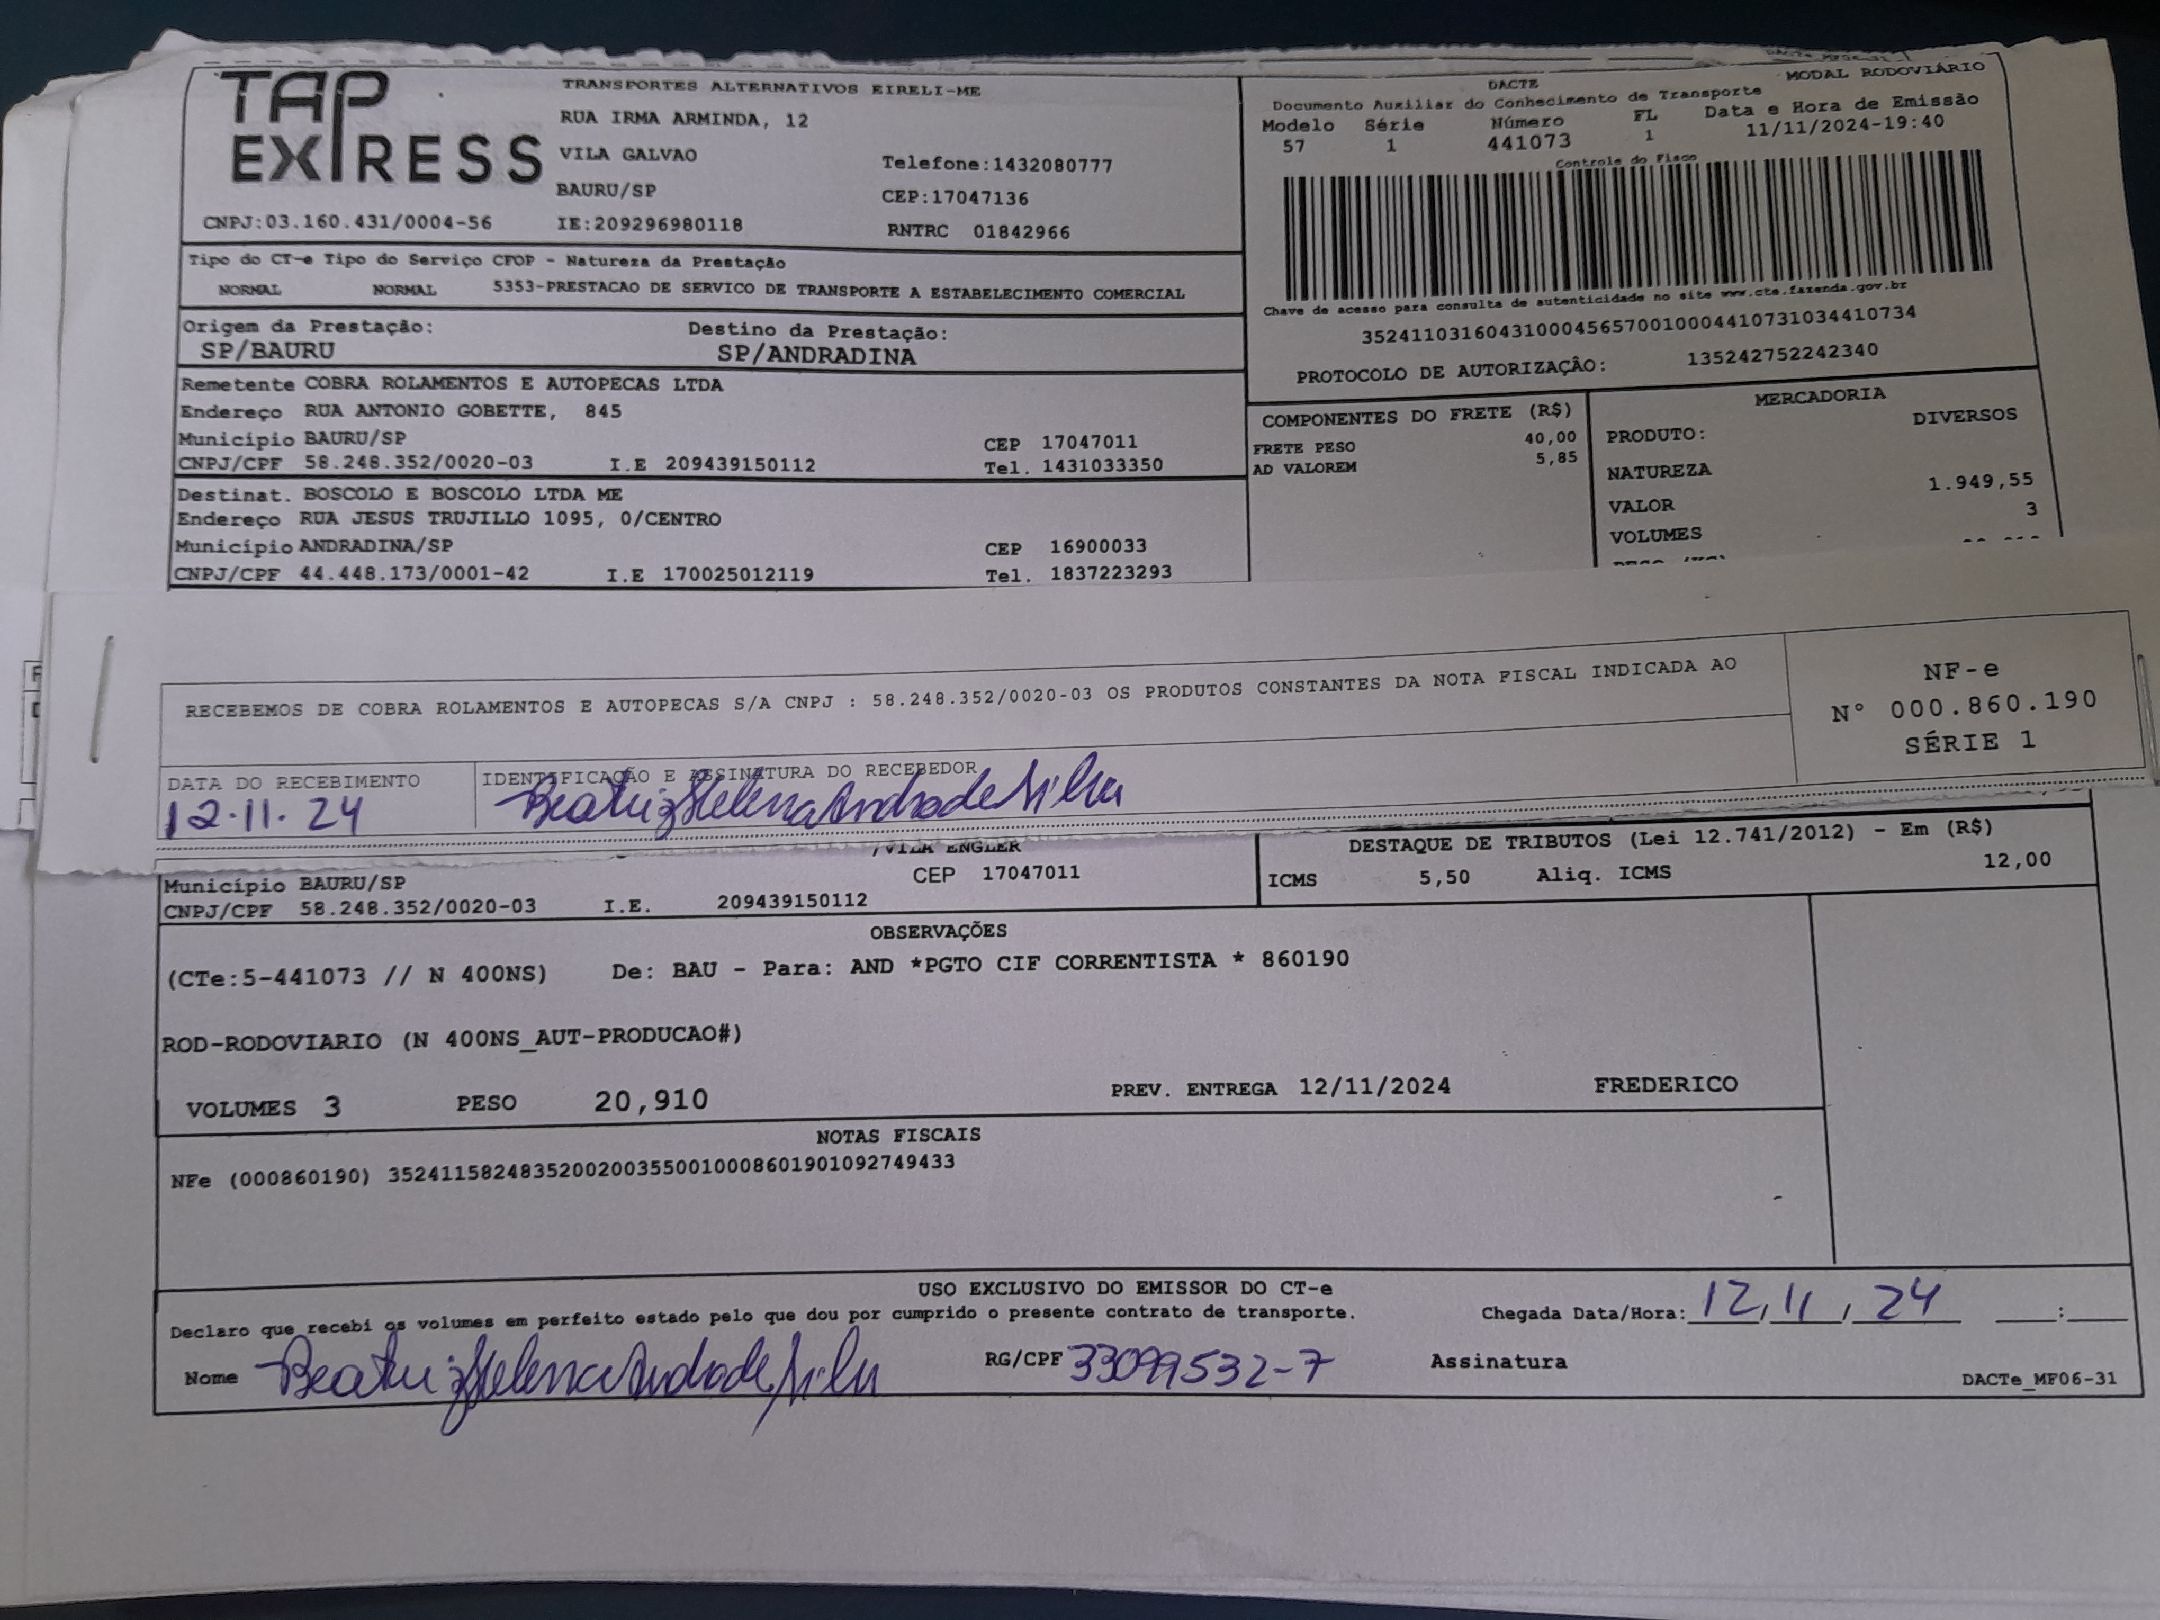 TAP EXPRESS
TRANSPORTES ALTERNATIVOS EIRELI-ME
RUA IRMA ARMINDA, 12
VILA GALVAO
Telefone:1432080777
BAURU/SP
CEP:17047136
CNPJ:03.160.431/0004-56 IE:209296980118
RNTRC 01842966
DACTE
MODAL RODOVIÁRIO
Documento Auxiliar do Conhecimento de Transporte
Modelo Série Número FL Data e Hora de Emissão
57 1 441073 1 11/11/2024-19:40
Controle do Fisco
Chave de acesso para consulta de autenticidade no site www.cte.fazenda.gov.br
35241103160431000456570010004410731034410734
PROTOCOLO DE AUTORIZAÇÂO: 135242752242340
Tipo do CT-e Tipo do Serviço CFOP - Natureza da Prestação
NORMAL NORMAL 5353-PRESTACAO DE SERVICO DE TRANSPORTE A ESTABELECIMENTO COMERCIAL
Origem da Prestação: Destino da Prestação:
SP/BAURU SP/ANDRADINA
Remetente COBRA ROLAMENTOS E AUTOPECAS LTDA
Endereço RUA ANTONIO GOBETTE, 845
Município BAURU/SP CEP 17047011
CNPJ/CPF 58.248.352/0020-03 I.E 209439150112 Tel. 1431033350
Destinat. BOSCOLO E BOSCOLO LTDA ME
Endereço RUA JESUS TRUJILLO 1095, 0/CENTRO
Município ANDRADINA/SP CEP 16900033
CNPJ/CPF 44.448.173/0001-42 I.E 170025012119 Tel. 1837223293
COMPONENTES DO FRETE (R$)
FRETE PESO 40,00
AD VALOREM 5,85
MERCADORIA
PRODUTO: DIVERSOS
NATUREZA
VALOR 1.949,55
VOLUMES 3
RECEBEMOS DE COBRA ROLAMENTOS E AUTOPECAS S/A CNPJ : 58.248.352/0020-03 OS PRODUTOS CONSTANTES DA NOTA FISCAL INDICADA AO
NF-e
N° 000.860.190
SÉRIE 1
DATA DO RECEBIMENTO
12.11.24
IDENTIFICAÇÃO E ASSINATURA DO RECEBEDOR
Beatriz Helena Andrade Silva
/VILA ENGLER
Município BAURU/SP CEP 17047011
CNPJ/CPF 58.248.352/0020-03 I.E. 209439150112
DESTAQUE DE TRIBUTOS (Lei 12.741/2012) - Em (R$)
ICMS 5,50 Aliq. ICMS 12,00
OBSERVAÇÕES
(CTe:5-441073 // N 400NS) De: BAU - Para: AND *PGTO CIF CORRENTISTA * 860190
ROD-RODOVIARIO (N 400NS_AUT-PRODUCAO#)
VOLUMES 3 PESO 20,910 PREV. ENTREGA 12/11/2024 FREDERICO
NOTAS FISCAIS
NFe (000860190) 35241158248352002003550010008601901092749433
USO EXCLUSIVO DO EMISSOR DO CT-e
Declaro que recebi os volumes em perfeito estado pelo que dou por cumprido o presente contrato de transporte. Chegada Data/Hora: 12, 11, 24 :
Nome Beatriz Helena Andrade Silva RG/CPF 33099532-7 Assinatura
DACTe_MF06-31